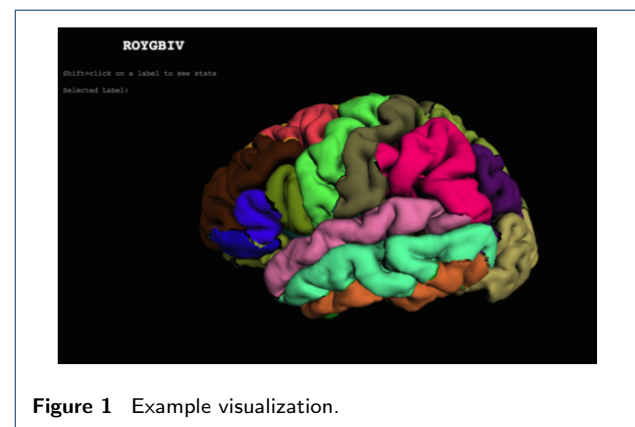 ROYGBIV
Shift+click on a label to see stats
Selected Label:
Figure 1 Example visualization.